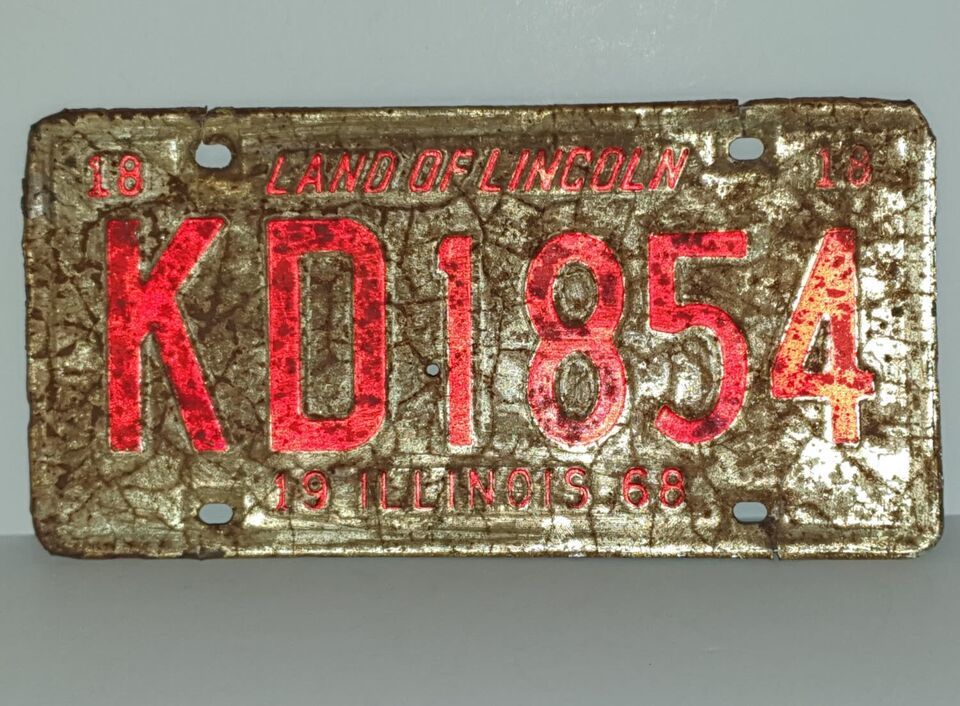 18 LAND OF LINCOLN 18
KD1854
19 ILLINOIS 68